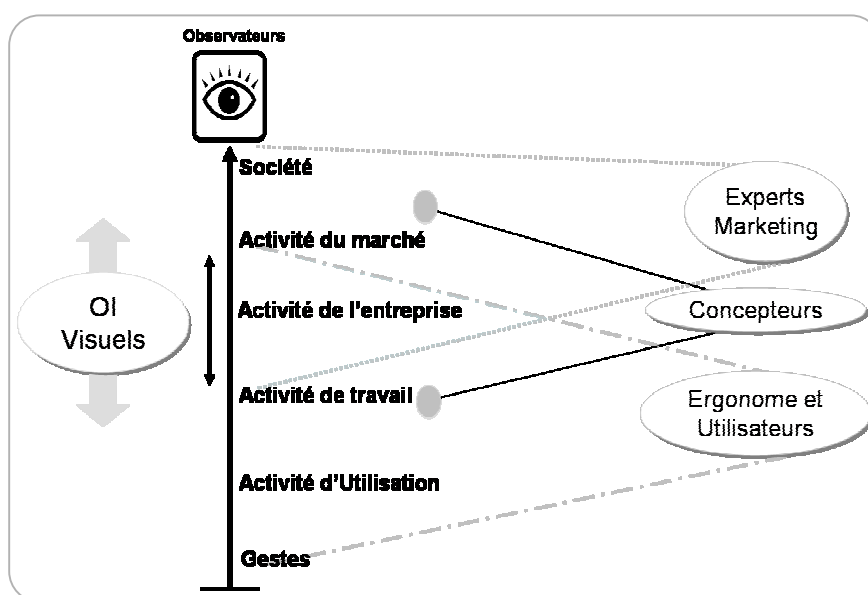 Observateurs
Société
Activité du marché
Activité de l'entreprise
Activité de travail
Activité d'Utilisation
Gestes
OI
Visuels
Experts
Marketing
Concepteurs
Ergonome et
Utilisateurs